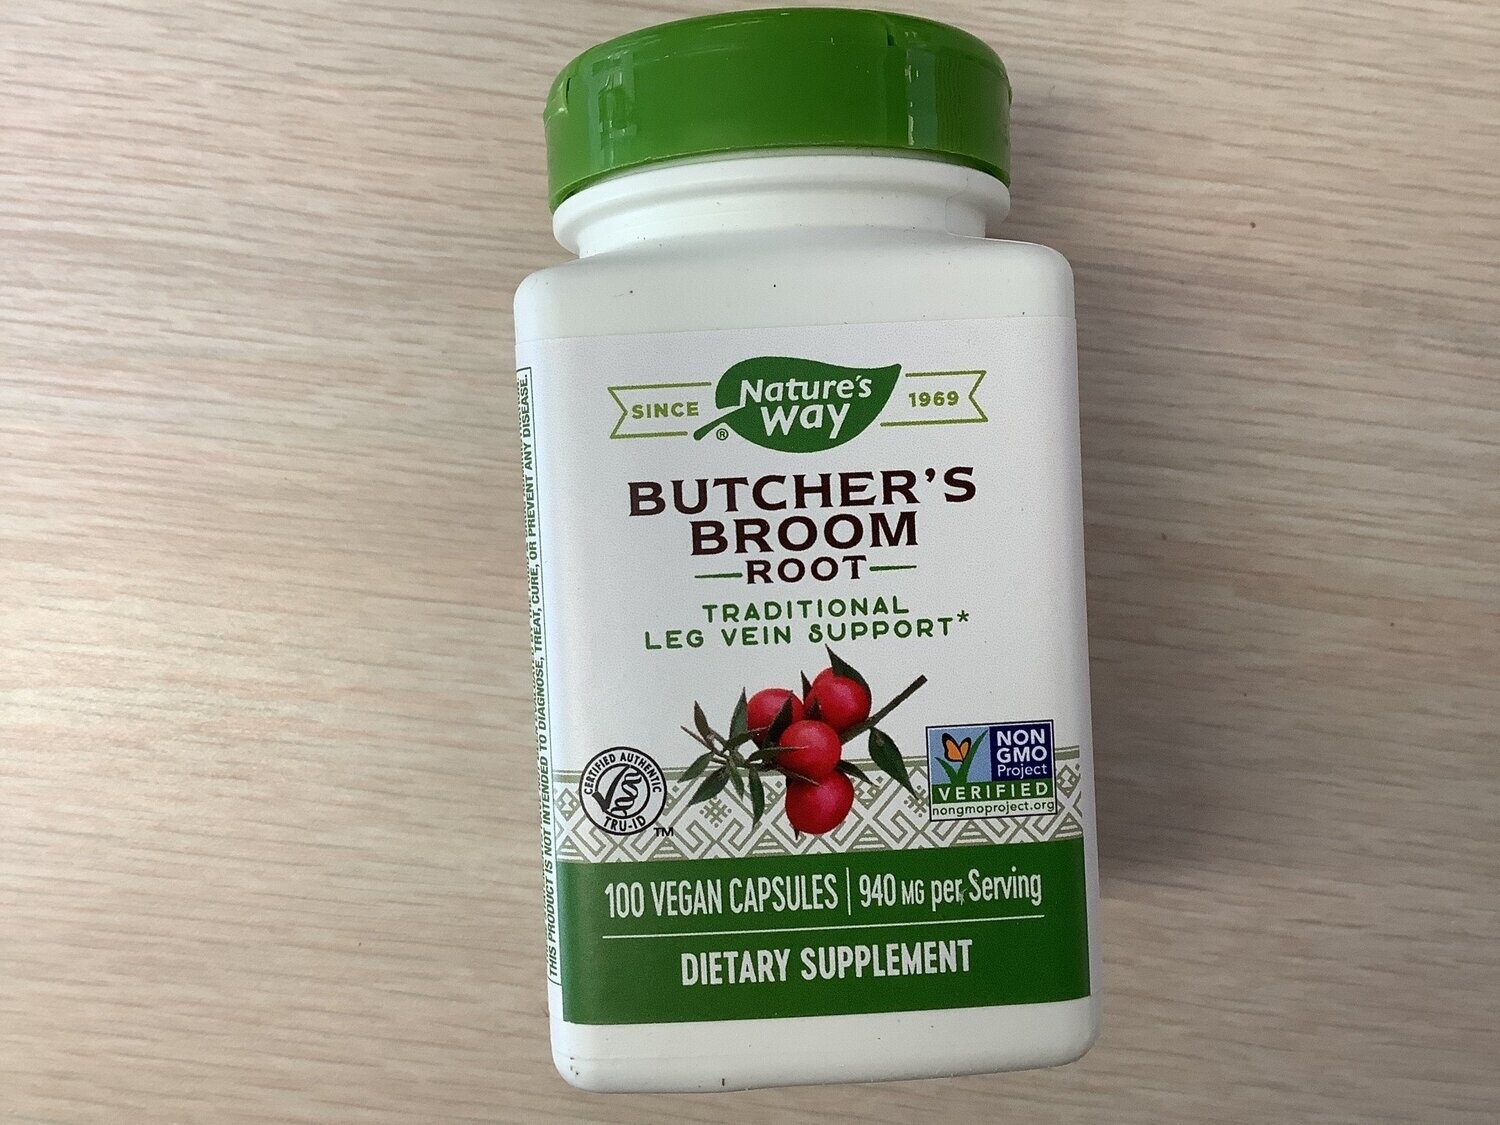 SINCE
Nature's
Way
®
1969
BUTCHER'S
BROOM
ROOT
TRADITIONAL
LEG VEIN SUPPORT*
CERTIFIED AUTHENTIC
TRU-ID
TM
NON
GMO
Project
VERIFIED
nongmoproject.org
100 VEGAN CAPSULES | 940 MG per Serving
DIETARY SUPPLEMENT
THIS PRODUCT IS NOT INTENDED TO DIAGNOSE, TREAT, CURE, OR PREVENT ANY DISEASE.